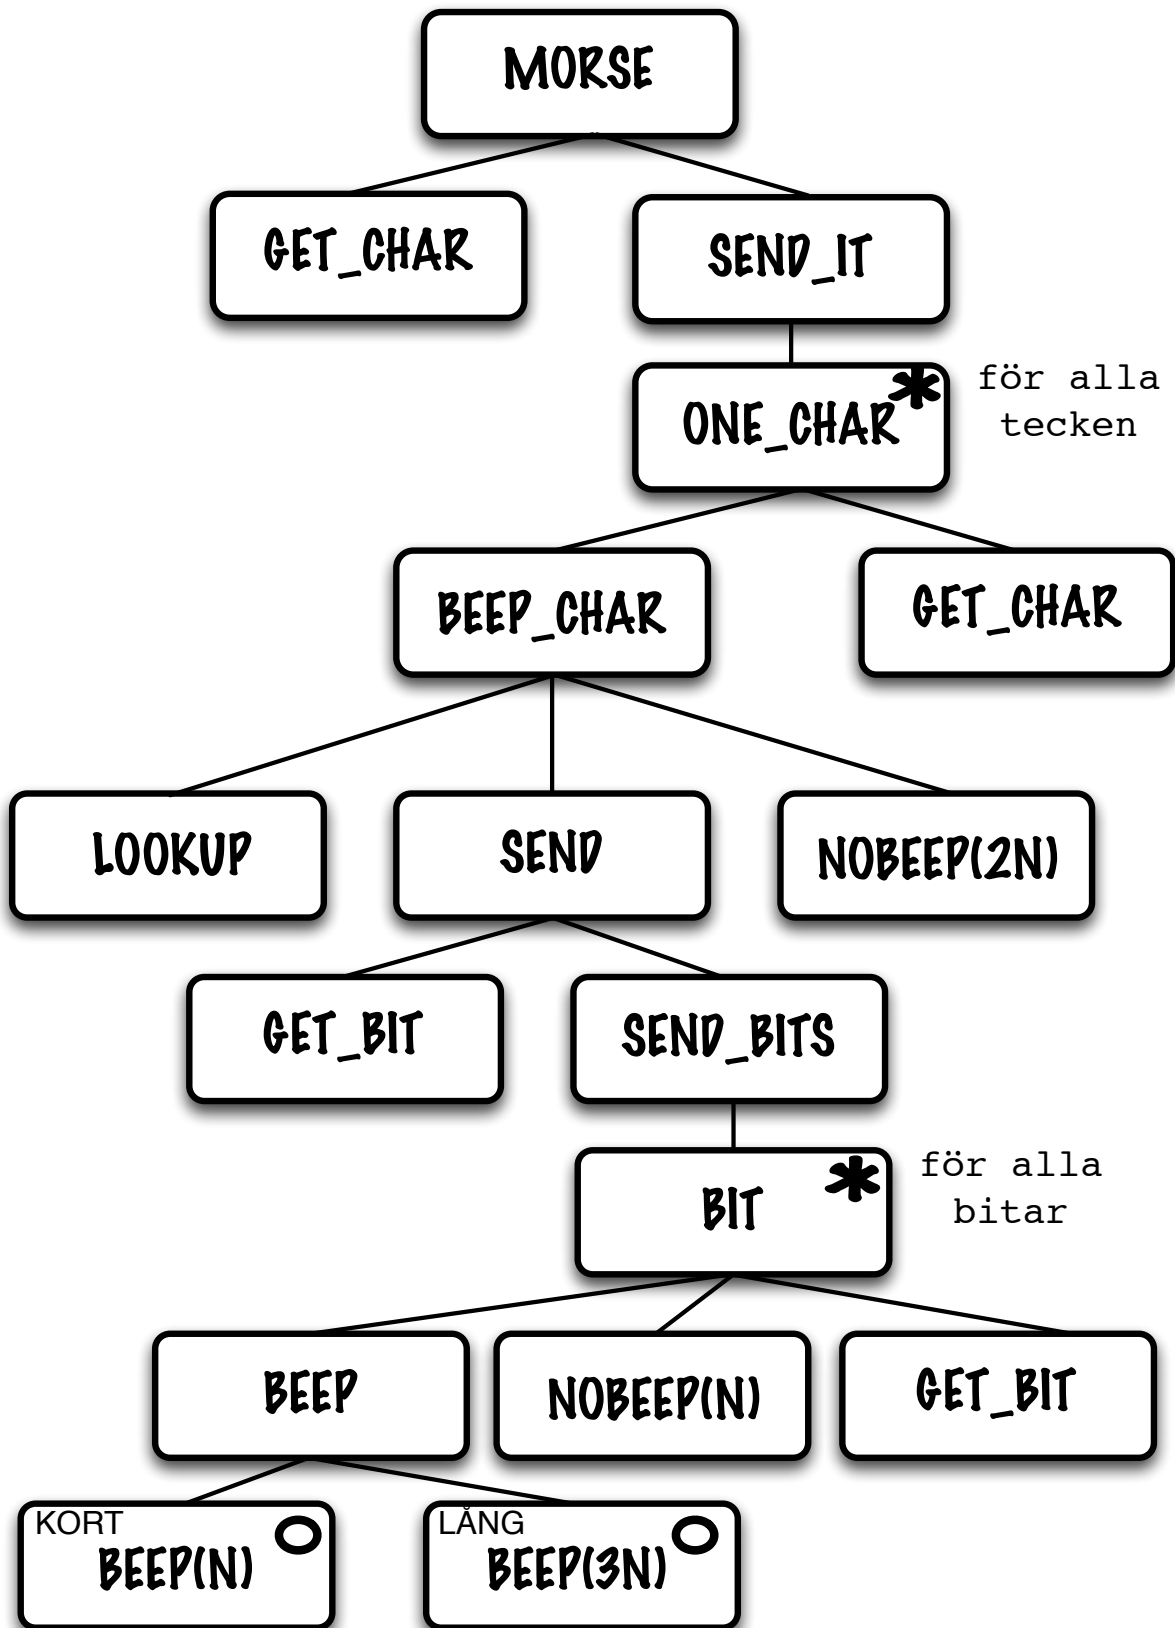 MORSE
GET_CHAR
SEND_IT
ONE_CHAR*
för alla
tecken
BEEP_CHAR
GET_CHAR
LOOKUP
SEND
NOBEEP(2N)
GET_BIT
SEND_BITS
BIT *
för alla
bitar
BEEP
NOBEEP(N)
GET_BIT
KORT
BEEP(N)
LÅNG
BEEP(3N)